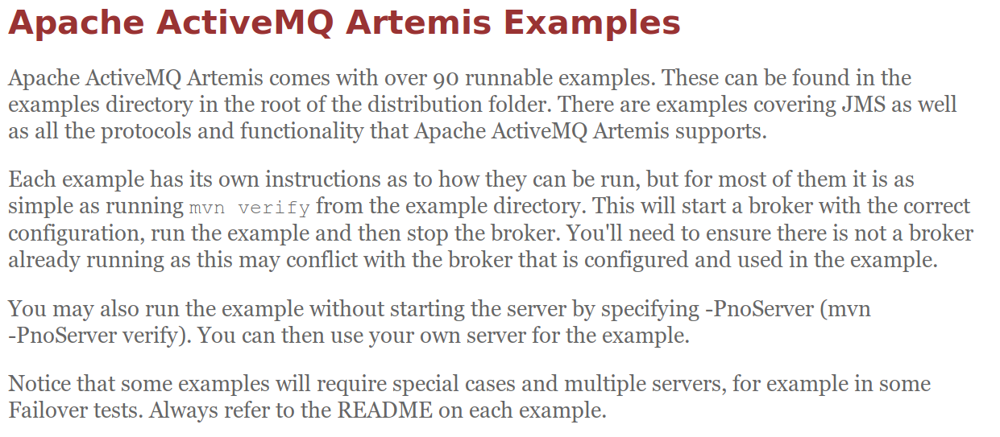 Apache ActiveMQ Artemis Examples
Apache ActiveMQ Artemis comes with over 90 runnable examples. These can be found in the
examples directory in the root of the distribution folder. There are examples covering JMS as well
as all the protocols and functionality that Apache ActiveMQ Artemis supports.
Each example has its own instructions as to how they can be run, but for most of them it is as
simple as running mvn verify from the example directory. This will start a broker with the correct
configuration, run the example and then stop the broker. You'll need to ensure there is not a broker
already running as this may conflict with the broker that is configured and used in the example.
You may also run the example without starting the server by specifying -PnoServer (mvn
-PnoServer verify). You can then use your own server for the example.
Notice that some examples will require special cases and multiple servers, for example in some
Failover tests. Always refer to the README on each example.